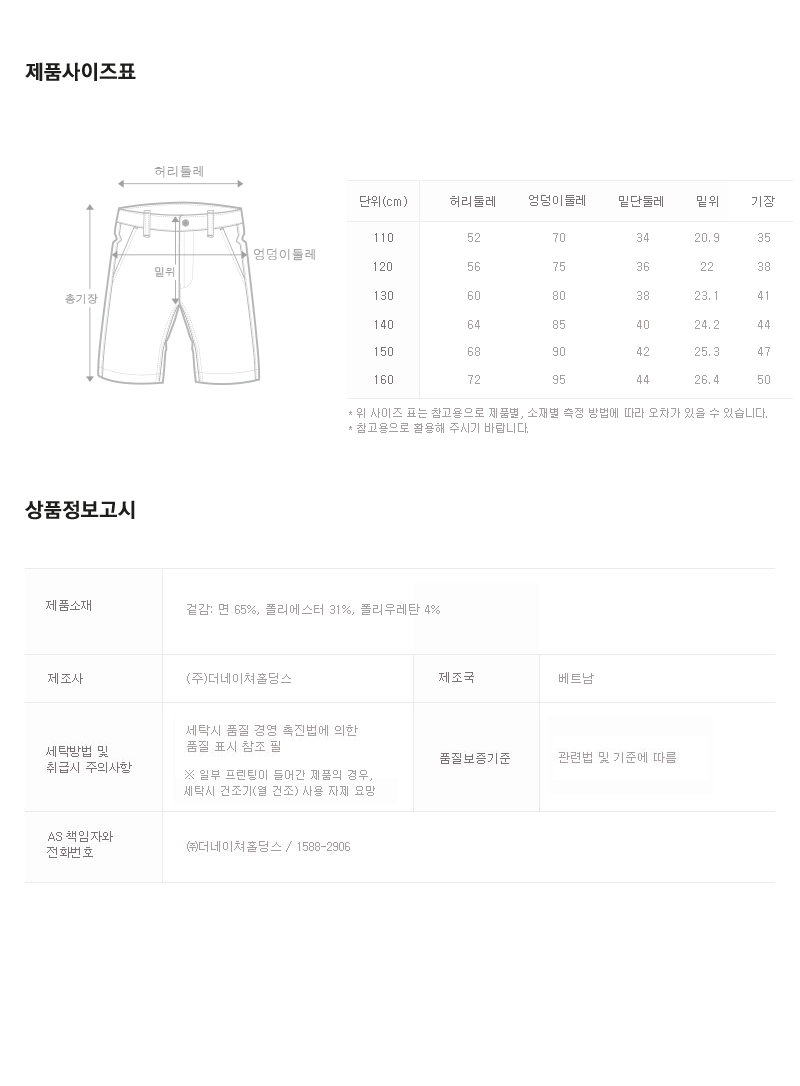 제품사이즈표
허리둘레
엉덩이둘레
밑위
총기장
단위(cm) 허리둘레 엉덩이둘레 밑단둘레 밑위 기장
110 52 70 34 20.9 35
120 56 75 36 22 38
130 60 80 38 23.1 41
140 64 85 40 24.2 44
150 68 90 42 25.3 47
160 72 95 44 26.4 50
* 위 사이즈 표는 참고용으로 제품별, 소재별 측정 방법에 따라 오차가 있을 수 있습니다.
* 참고용으로 활용해 주시기 바랍니다.
상품정보고시
제품소재 겉감: 면 65%, 폴리에스터 31%, 폴리우레탄 4%
제조사 (주)더네이쳐홀딩스 제조국 베트남
세탁방법 및
취급시 주의사항
세탁시 품질 경영 촉진법에 의한
품질 표시 참조 필
※ 일부 프린팅이 들어간 제품의 경우,
세탁시 건조기(열 건조) 사용 자제 요망
품질보증기준 관련법 및 기준에 따름
AS 책임자와
전화번호
㈜더네이쳐홀딩스 / 1588-2906